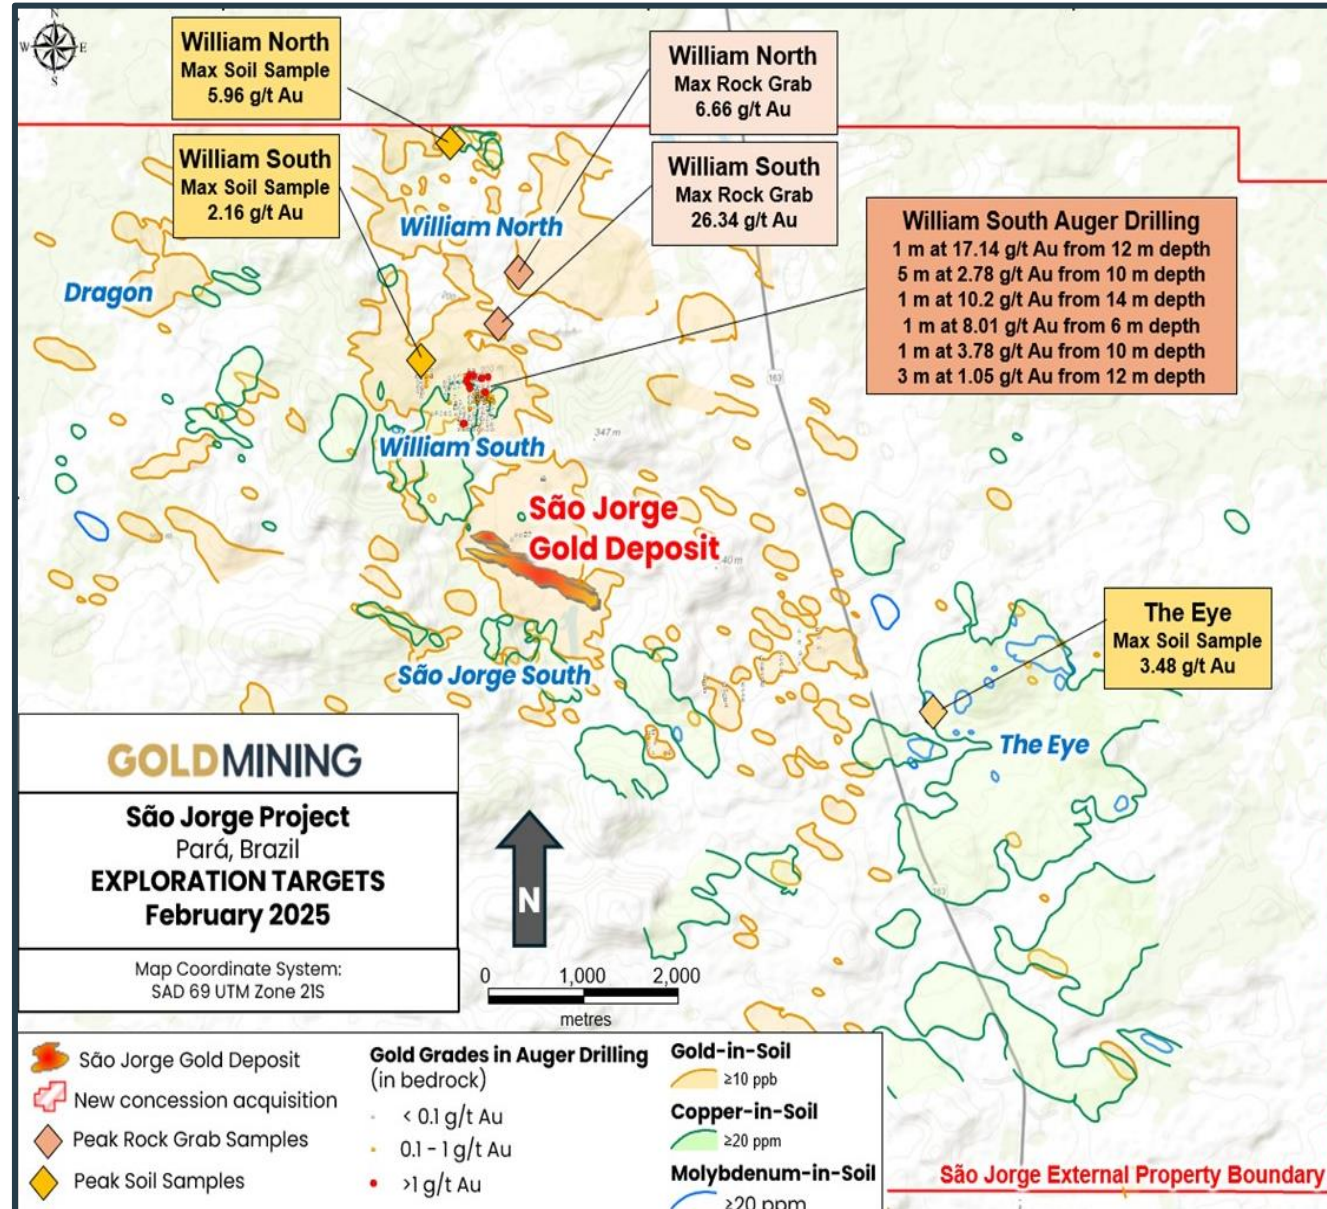 N
W
E
S
William North
Max Soil Sample
5.96 g/t Au
William North
Max Rock Grab
6.66 g/t Au
William South
Max Soil Sample
2.16 g/t Au
William South
Max Rock Grab
26.34 g/t Au
William South Auger Drilling
1 m at 17.14 g/t Au from 12 m depth
5 m at 2.78 g/t Au from 10 m depth
1 m at 10.2 g/t Au from 14 m depth
1 m at 8.01 g/t Au from 6 m depth
1 m at 3.78 g/t Au from 10 m depth
3 m at 1.05 g/t Au from 12 m depth
William North
Dragon
163
William South
347 m
São Jorge
Gold Deposit
The Eye
Max Soil Sample
3.48 g/t Au
São Jorge South
The Eye
GOLDMINING
São Jorge Project
Pará, Brazil
EXPLORATION TARGETS
February 2025
Map Coordinate System:
SAD 69 UTM Zone 21S
N
163
0 1,000 2,000
metres
São Jorge Gold Deposit
New concession acquisition
Peak Rock Grab Samples
Peak Soil Samples
Gold Grades in Auger Drilling
(in bedrock)
< 0.1 g/t Au
0.1 - 1 g/t Au
>1 g/t Au
Gold-in-Soil
≥10 ppb
Copper-in-Soil
≥20 ppm
Molybdenum-in-Soil
≥20 ppm
São Jorge External Property Boundary